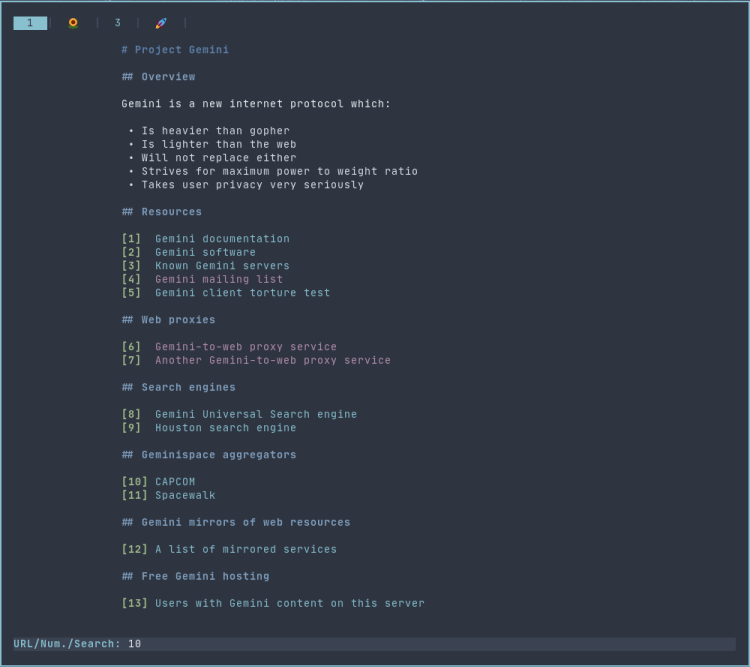 1 | 🌻 | 3 | 🚀 |
# Project Gemini
## Overview
Gemini is a new internet protocol which:
• Is heavier than gopher
• Is lighter than the web
• Will not replace either
• Strives for maximum power to weight ratio
• Takes user privacy very seriously
## Resources
[1] Gemini documentation
[2] Gemini software
[3] Known Gemini servers
[4] Gemini mailing list
[5] Gemini client torture test
## Web proxies
[6] Gemini-to-web proxy service
[7] Another Gemini-to-web proxy service
## Search engines
[8] Gemini Universal Search engine
[9] Houston search engine
## Geminispace aggregators
[10] CAPCOM
[11] Spacewalk
## Gemini mirrors of web resources
[12] A list of mirrored services
## Free Gemini hosting
[13] Users with Gemini content on this server
URL/Num./Search: 10